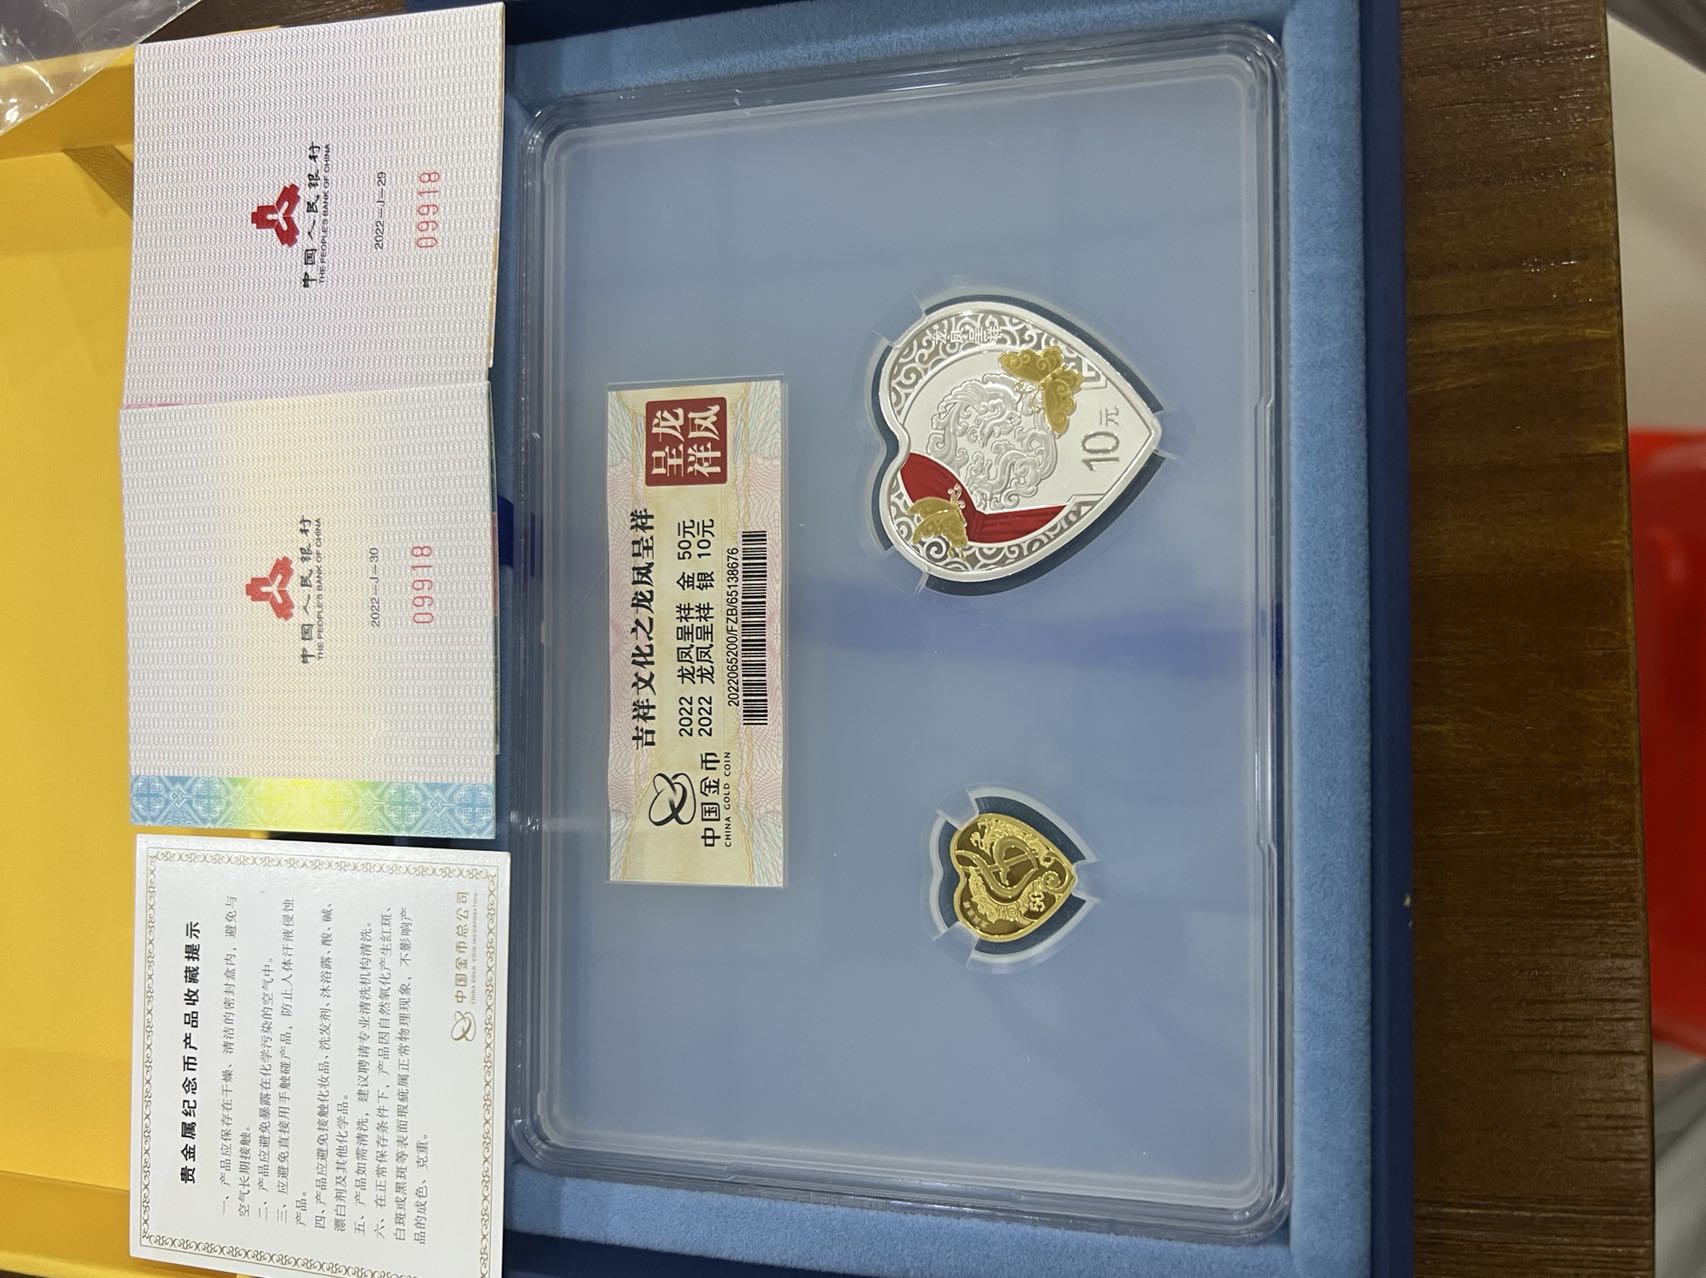 中国人民银行
THE PEOPLE'S BANK OF CHINA
2022-J-29
09918
中国人民银行
THE PEOPLE'S BANK OF CHINA
2022-J-30
09918
贵金属纪念币产品收藏提示
一、产品应保存在干燥、清洁的密封盒内，避免与
空气长期接触。
二、产品应避免暴露在化学污染的空气中。
三、应避免直接用手触碰产品，防止人体汗液侵蚀
产品。
四、产品应避免接触化妆品、洗发剂、沐浴露、酸、碱、
漂白剂及其他化学品。
五、产品如需清洗，建议聘请专业清洗机构清洗。
六、在正常保存条件下，产品因自然氧化产生红斑、
白斑或黑斑等表面瑕疵属正常物理现象，不影响产
品的成色、克重。
中国金币总公司
CHINA GOLD COIN INCORPORATION
吉祥文化之龙凤呈祥
2022 龙凤呈祥 金 50元
2022 龙凤呈祥 银 10元
2022065200/FZB/65138676
中国金币
CHINA GOLD COIN
龙凤
呈祥
龙凤呈祥
10元
50